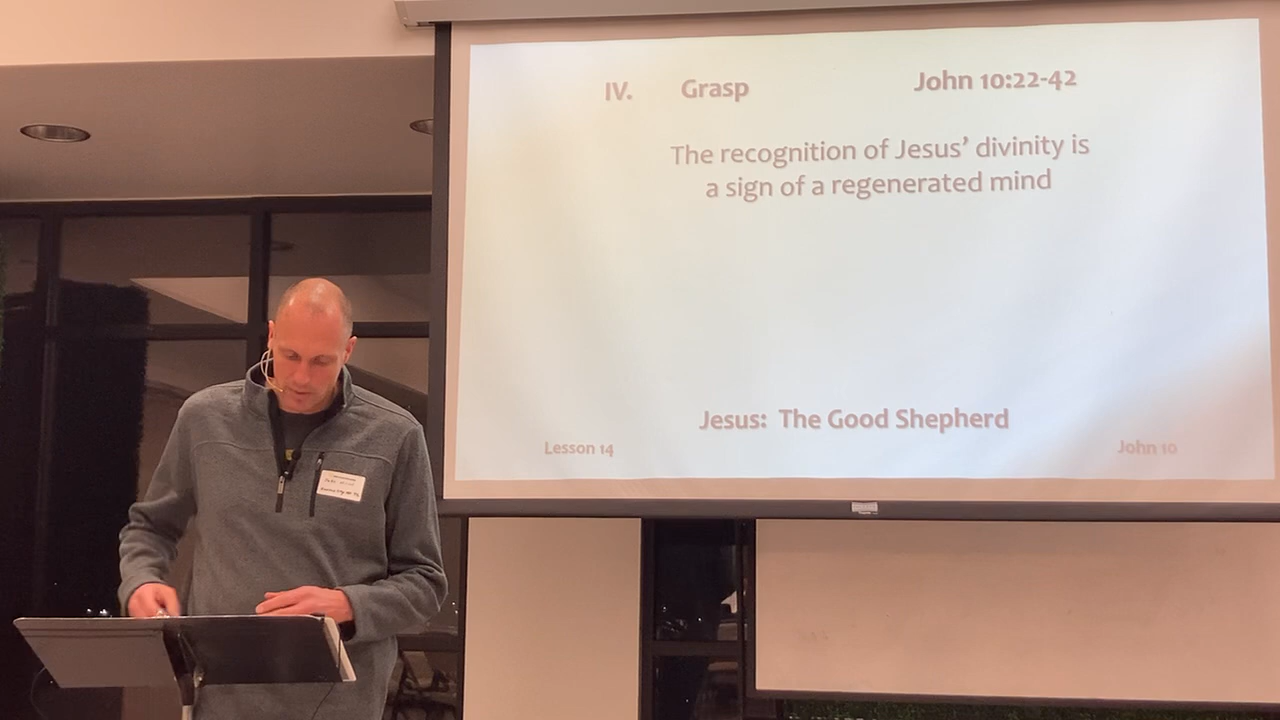 IV. Grasp John 10:22-42
The recognition of Jesus’ divinity is
a sign of a regenerated mind
Jesus: The Good Shepherd
Lesson 14 John 10